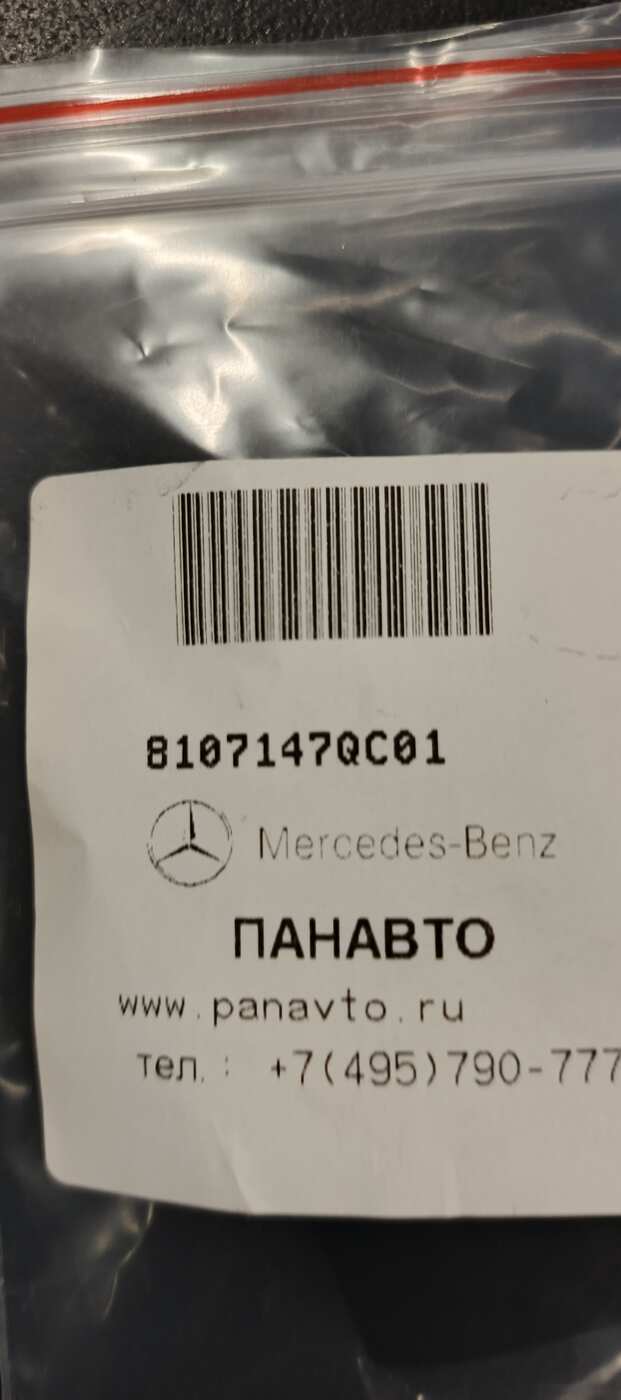 8107147QC01
Mercedes-Benz
ПАНАВТО
www.panavto.ru
тел.: +7(495)790-777